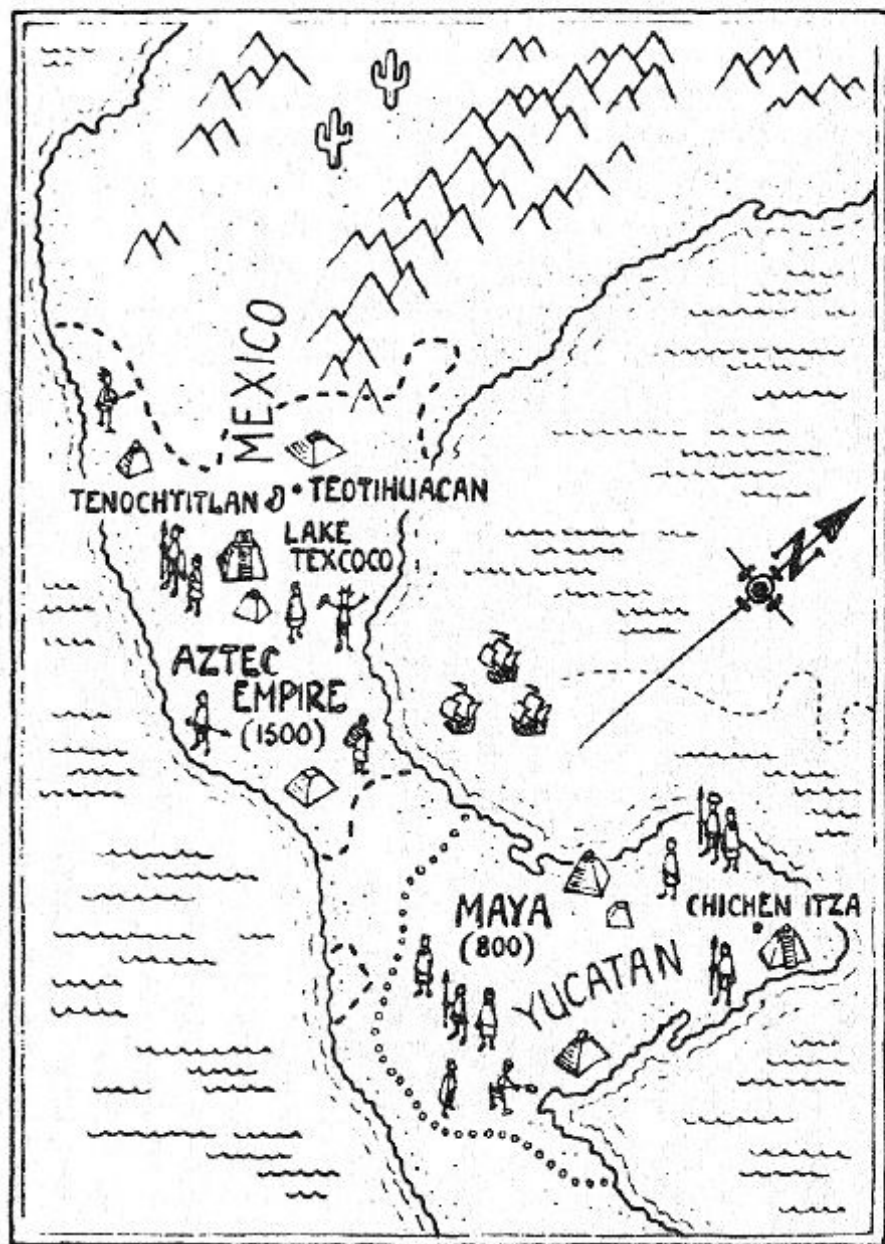 MEXICO
TENOCHTITLAN
TEOTIHUACAN
LAKE
TEXCOCO
AZTEC
EMPIRE
(1500)
N
MAYA
(800)
CHICHEN ITZA
YUCATAN